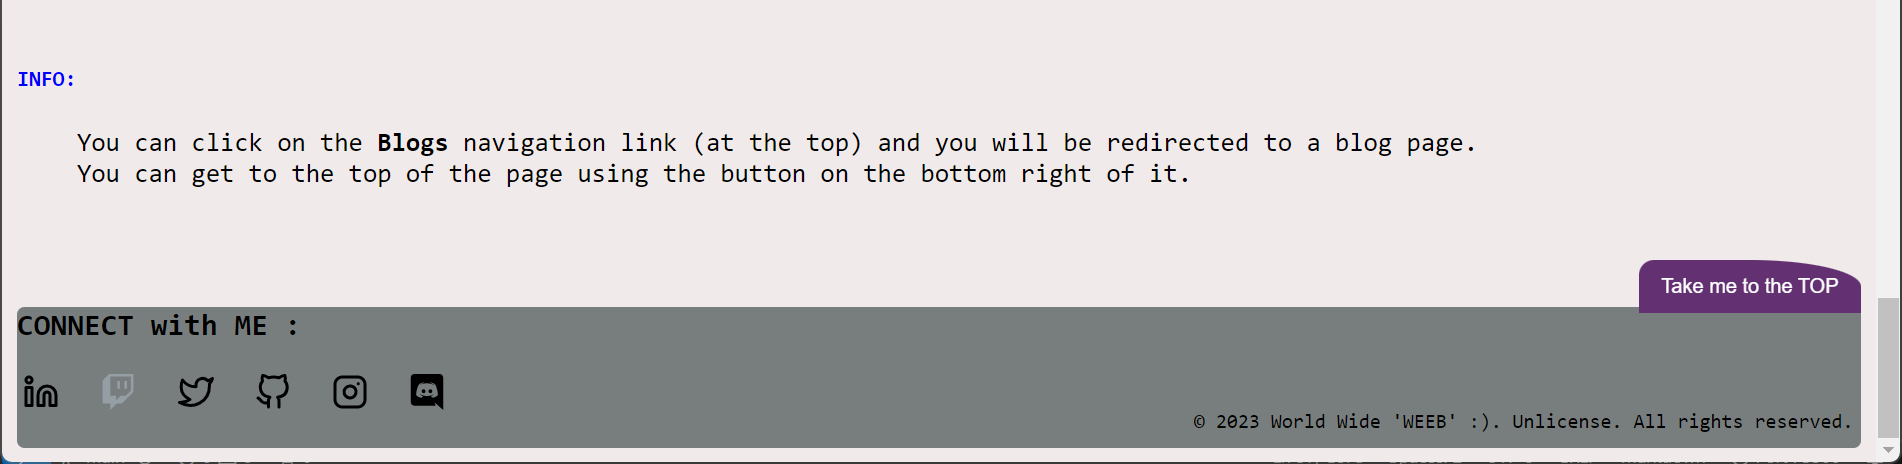 INFO:
You can click on the Blogs navigation link (at the top) and you will be redirected to a blog page.
You can get to the top of the page using the button on the bottom right of it.
Take me to the TOP
CONNECT with ME :
in
© 2023 World Wide 'WEEB' :). Unlicense. All rights reserved.